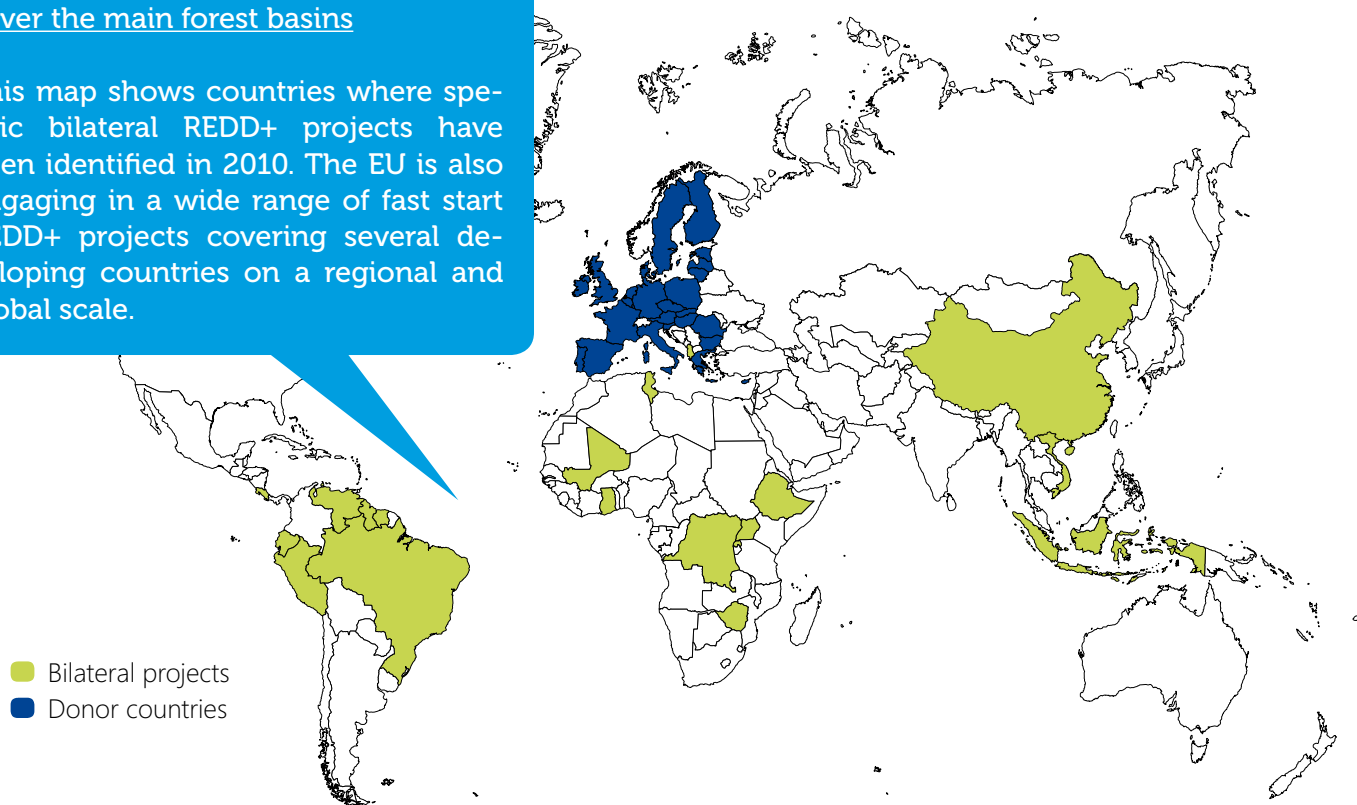 ver the main forest basins
is map shows countries where spe-
ic bilateral REDD+ projects have
en identified in 2010. The EU is also
gaging in a wide range of fast start
EDD+ projects covering several de-
loping countries on a regional and
obal scale.
Bilateral projects
Donor countries